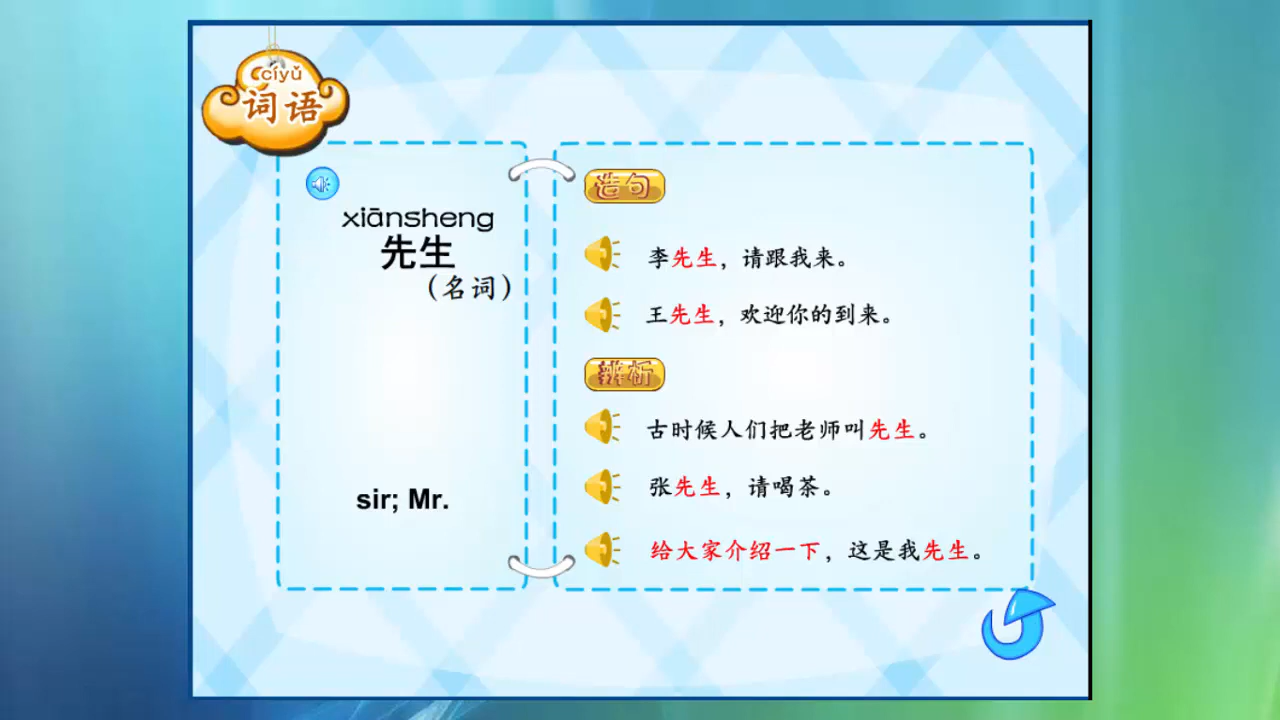 cíyǔ
词语
xiānsheng
先生
（名词）
sir; Mr.
造句
李先生，请跟我来。
王先生，欢迎你的到来。
辨析
古时候人们把老师叫先生。
张先生，请喝茶。
给大家介绍一下，这是我先生。